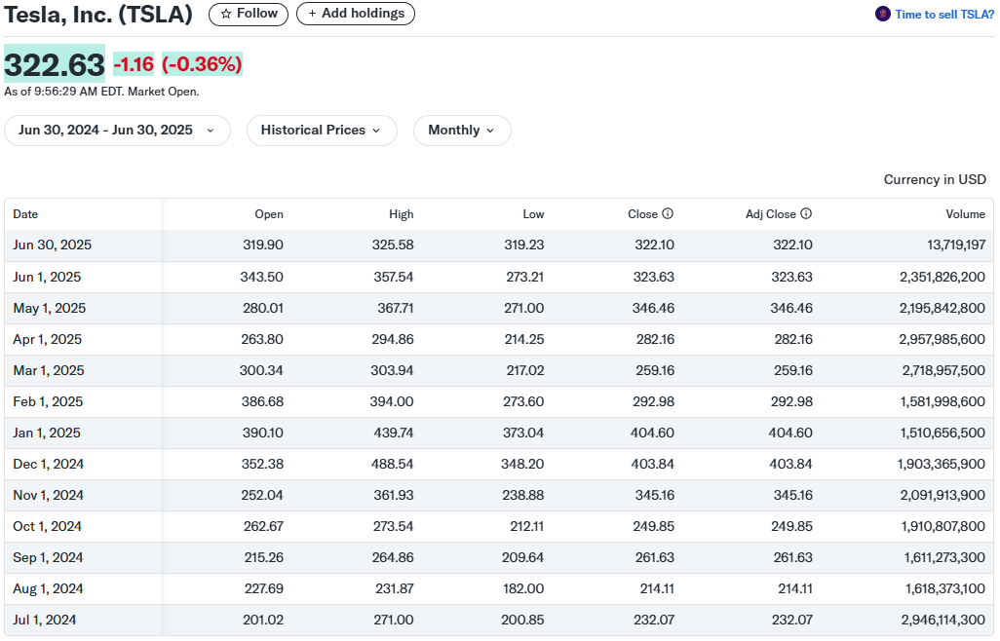 Tesla, Inc. (TSLA) ☆ Follow + Add holdings Time to sell TSLA?
322.63 -1.16 (-0.36%)
As of 9:56:29 AM EDT. Market Open.
Jun 30, 2024 - Jun 30, 2025 Historical Prices Monthly
Currency in USD
Date Open High Low Close Adj Close Volume
Jun 30, 2025 319.90 325.58 319.23 322.10 322.10 13,719,197
Jun 1, 2025 343.50 357.54 273.21 323.63 323.63 2,351,826,200
May 1, 2025 280.01 367.71 271.00 346.46 346.46 2,195,842,800
Apr 1, 2025 263.80 294.86 214.25 282.16 282.16 2,957,985,600
Mar 1, 2025 300.34 303.94 217.02 259.16 259.16 2,718,957,500
Feb 1, 2025 386.68 394.00 273.60 292.98 292.98 1,581,998,600
Jan 1, 2025 390.10 439.74 373.04 404.60 404.60 1,510,656,500
Dec 1, 2024 352.38 488.54 348.20 403.84 403.84 1,903,365,900
Nov 1, 2024 252.04 361.93 238.88 345.16 345.16 2,091,913,900
Oct 1, 2024 262.67 273.54 212.11 249.85 249.85 1,910,807,800
Sep 1, 2024 215.26 264.86 209.64 261.63 261.63 1,611,273,300
Aug 1, 2024 227.69 231.87 182.00 214.11 214.11 1,618,373,100
Jul 1, 2024 201.02 271.00 200.85 232.07 232.07 2,946,114,300